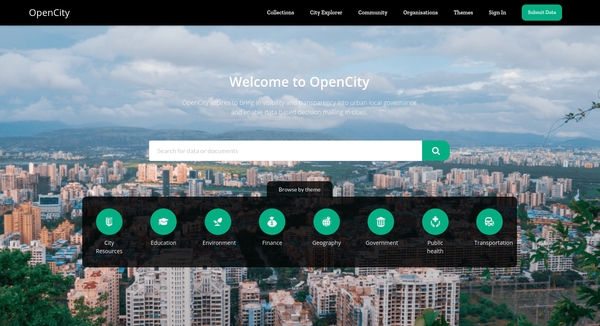 OpenCity
Collections
City Explorer
Community
Organisations
Themes
Sign In
Submit Data
Welcome to OpenCity
OpenCity aspires to bring in visibility and transparency into urban local governance
and enable data based decision making in cities.
Search for data or documents
Browse by theme
City
Resources
Education
Environment
Finance
Geography
Government
Public
health
Transportation